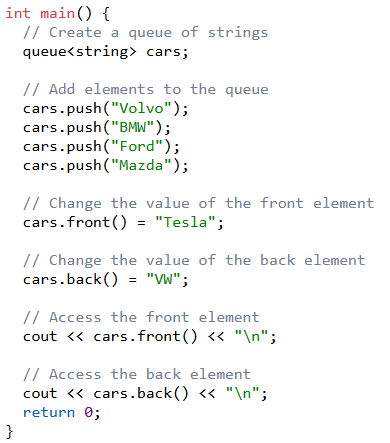 int main() {
  // Create a queue of strings
  queue<string> cars;

  // Add elements to the queue
  cars.push("Volvo");
  cars.push("BMW");
  cars.push("Ford");
  cars.push("Mazda");

  // Change the value of the front element
  cars.front() = "Tesla";

  // Change the value of the back element
  cars.back() = "VW";

  // Access the front element
  cout << cars.front() << "\n";

  // Access the back element
  cout << cars.back() << "\n";
  return 0;
}